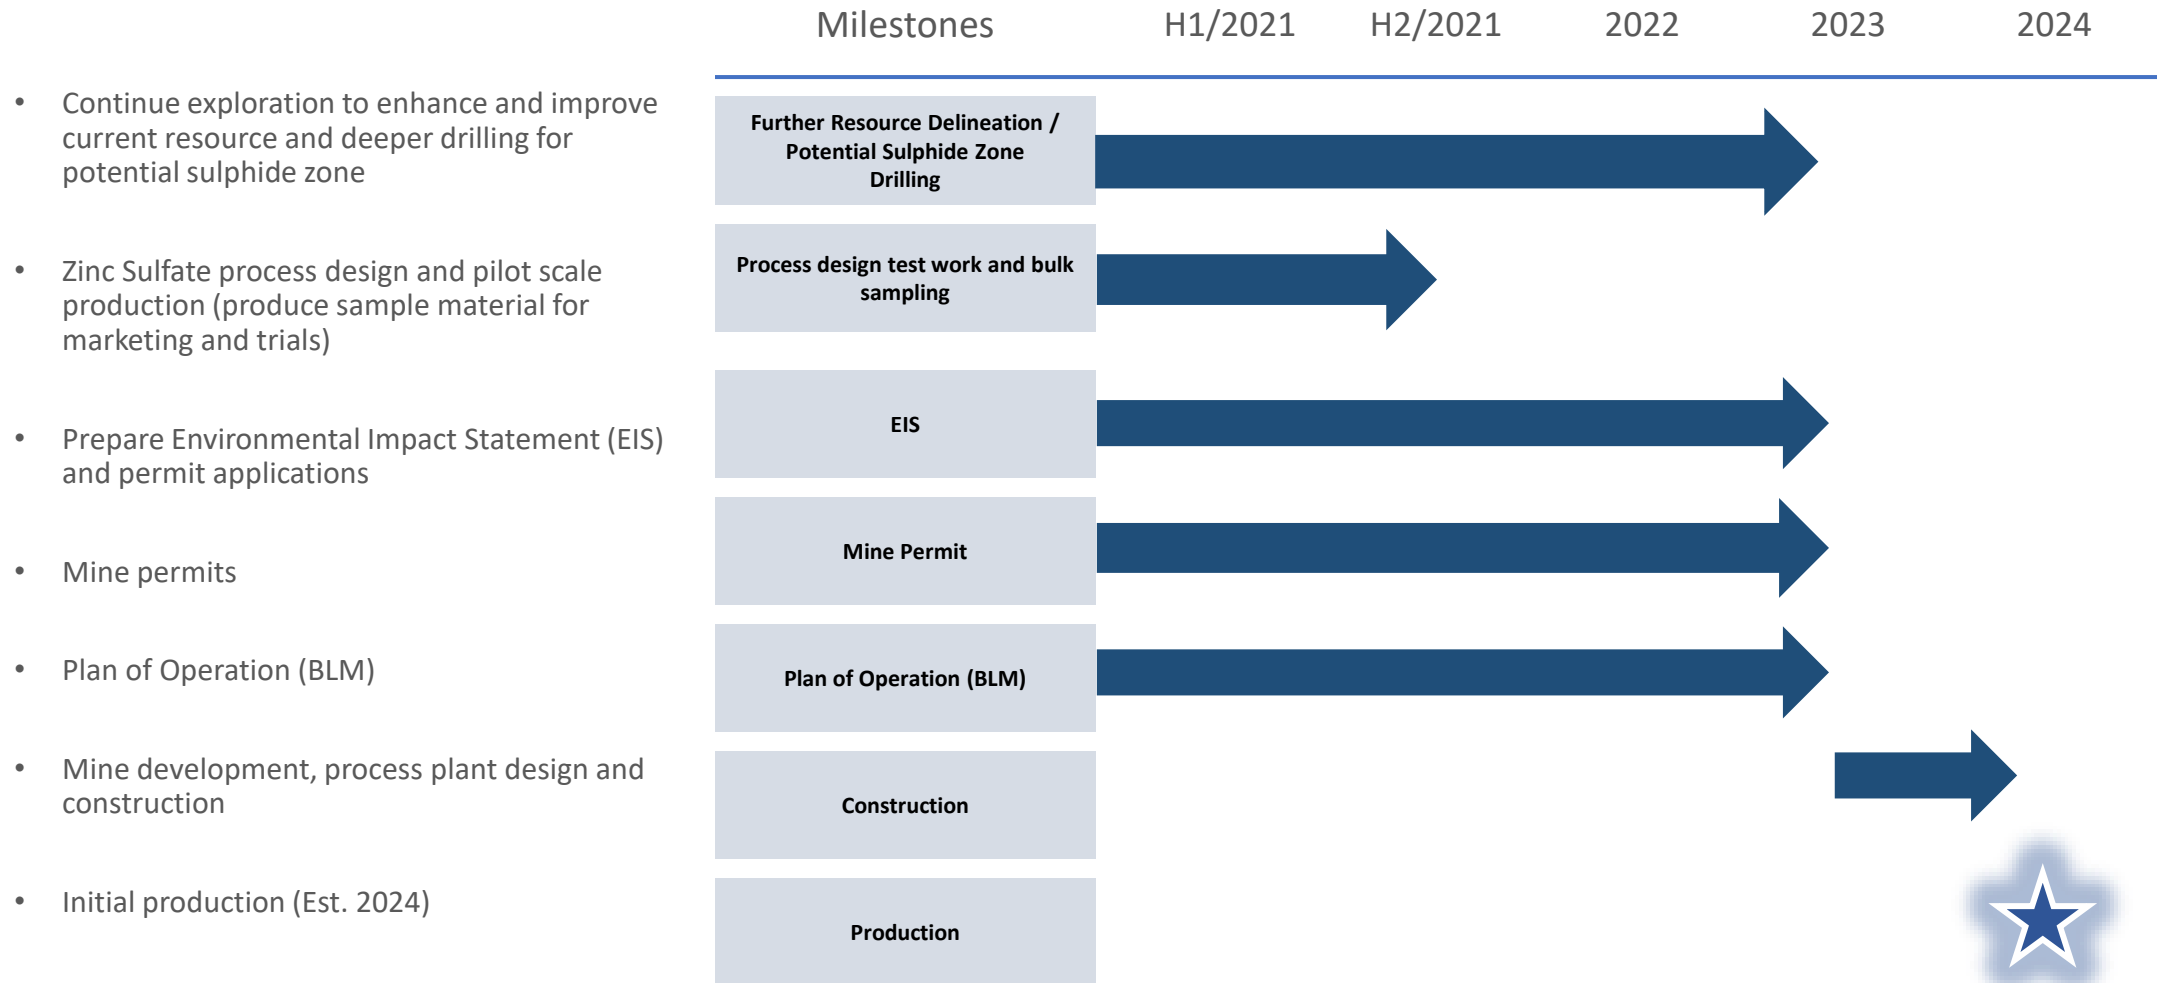 Milestones H1/2021 H2/2021 2022 2023 2024
• Continue exploration to enhance and improve
current resource and deeper drilling for
potential sulphide zone
• Zinc Sulfate process design and pilot scale
production (produce sample material for
marketing and trials)
• Prepare Environmental Impact Statement (EIS)
and permit applications
• Mine permits
• Plan of Operation (BLM)
• Mine development, process plant design and
construction
• Initial production (Est. 2024)
Further Resource Delineation /
Potential Sulphide Zone
Drilling
Process design test work and bulk
sampling
EIS
Mine Permit
Plan of Operation (BLM)
Construction
Production